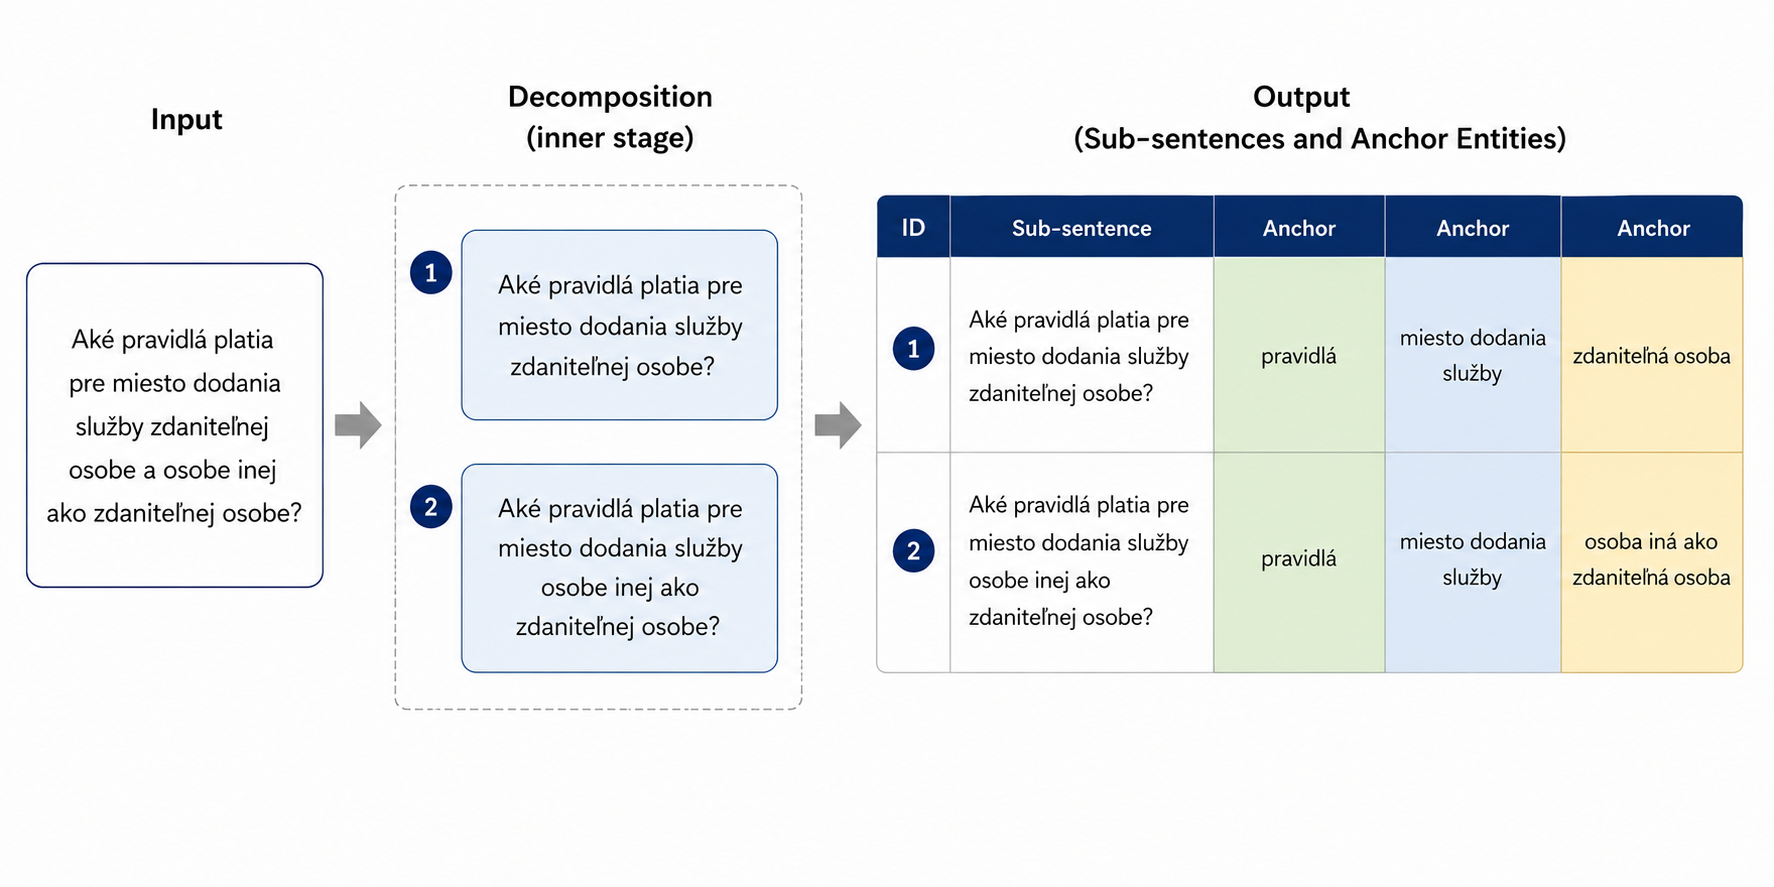 Input
Decomposition
(inner stage)
Output
(Sub-sentences and Anchor Entities)
Aké pravidlá platia
pre miesto dodania
služby zdaniteľnej
osobe a osobe inej
ako zdaniteľnej osobe?
1
Aké pravidlá platia pre
miesto dodania služby
zdaniteľnej osobe?
2
Aké pravidlá platia pre
miesto dodania služby
osobe inej ako
zdaniteľnej osobe?
ID Sub-sentence Anchor Anchor Anchor
1
Aké pravidlá platia pre
miesto dodania služby
zdaniteľnej osobe?
pravidlá
miesto dodania
služby
zdaniteľná osoba
2
Aké pravidlá platia pre
miesto dodania služby
osobe inej ako
zdaniteľnej osobe?
pravidlá
miesto dodania
služby
osoba iná ako
zdaniteľná osoba